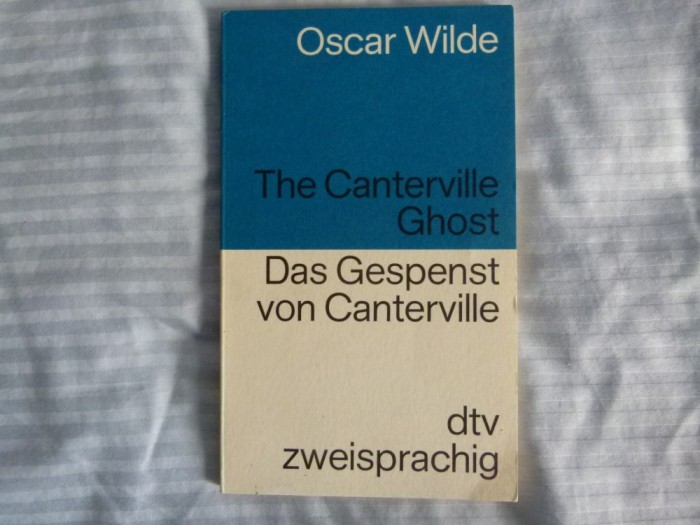 Oscar Wilde
The Canterville
Ghost
Das Gespenst
von Canterville
dtv
zweisprachig